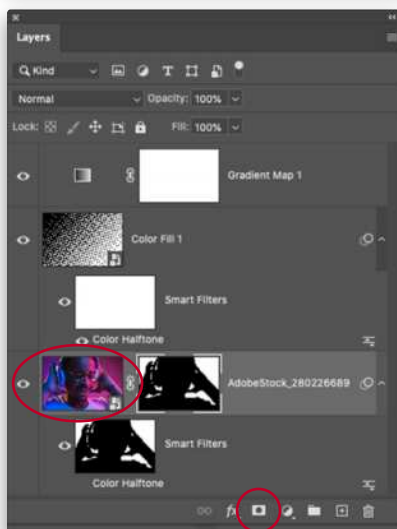 Layers
Kind
Normal
Opacity: 100%
Lock:
Fill: 100%
Gradient Map 1
Color Fill 1
Smart Filters
Color Halftone
AdobeStock_280226689
Smart Filters
Color Halftone
fx